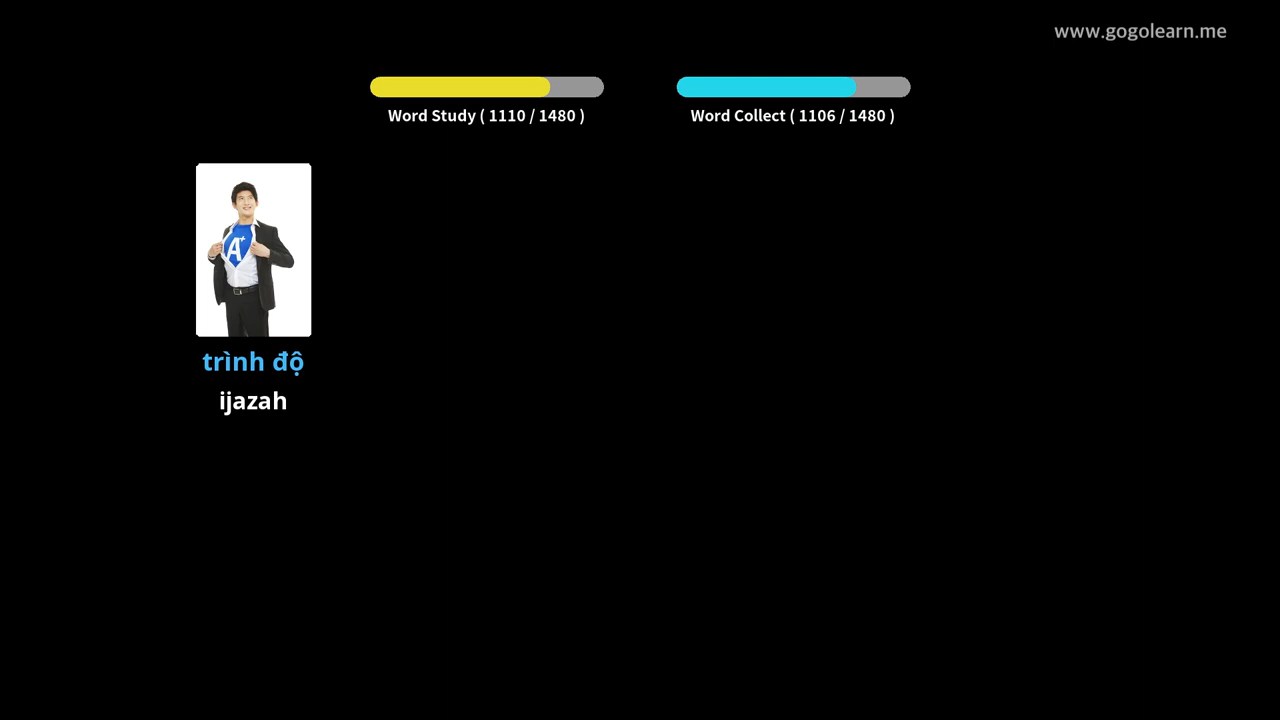 www.gogolearn.me
Word Study ( 1110 / 1480 )
Word Collect ( 1106 / 1480 )
A+
trình độ
ijazah